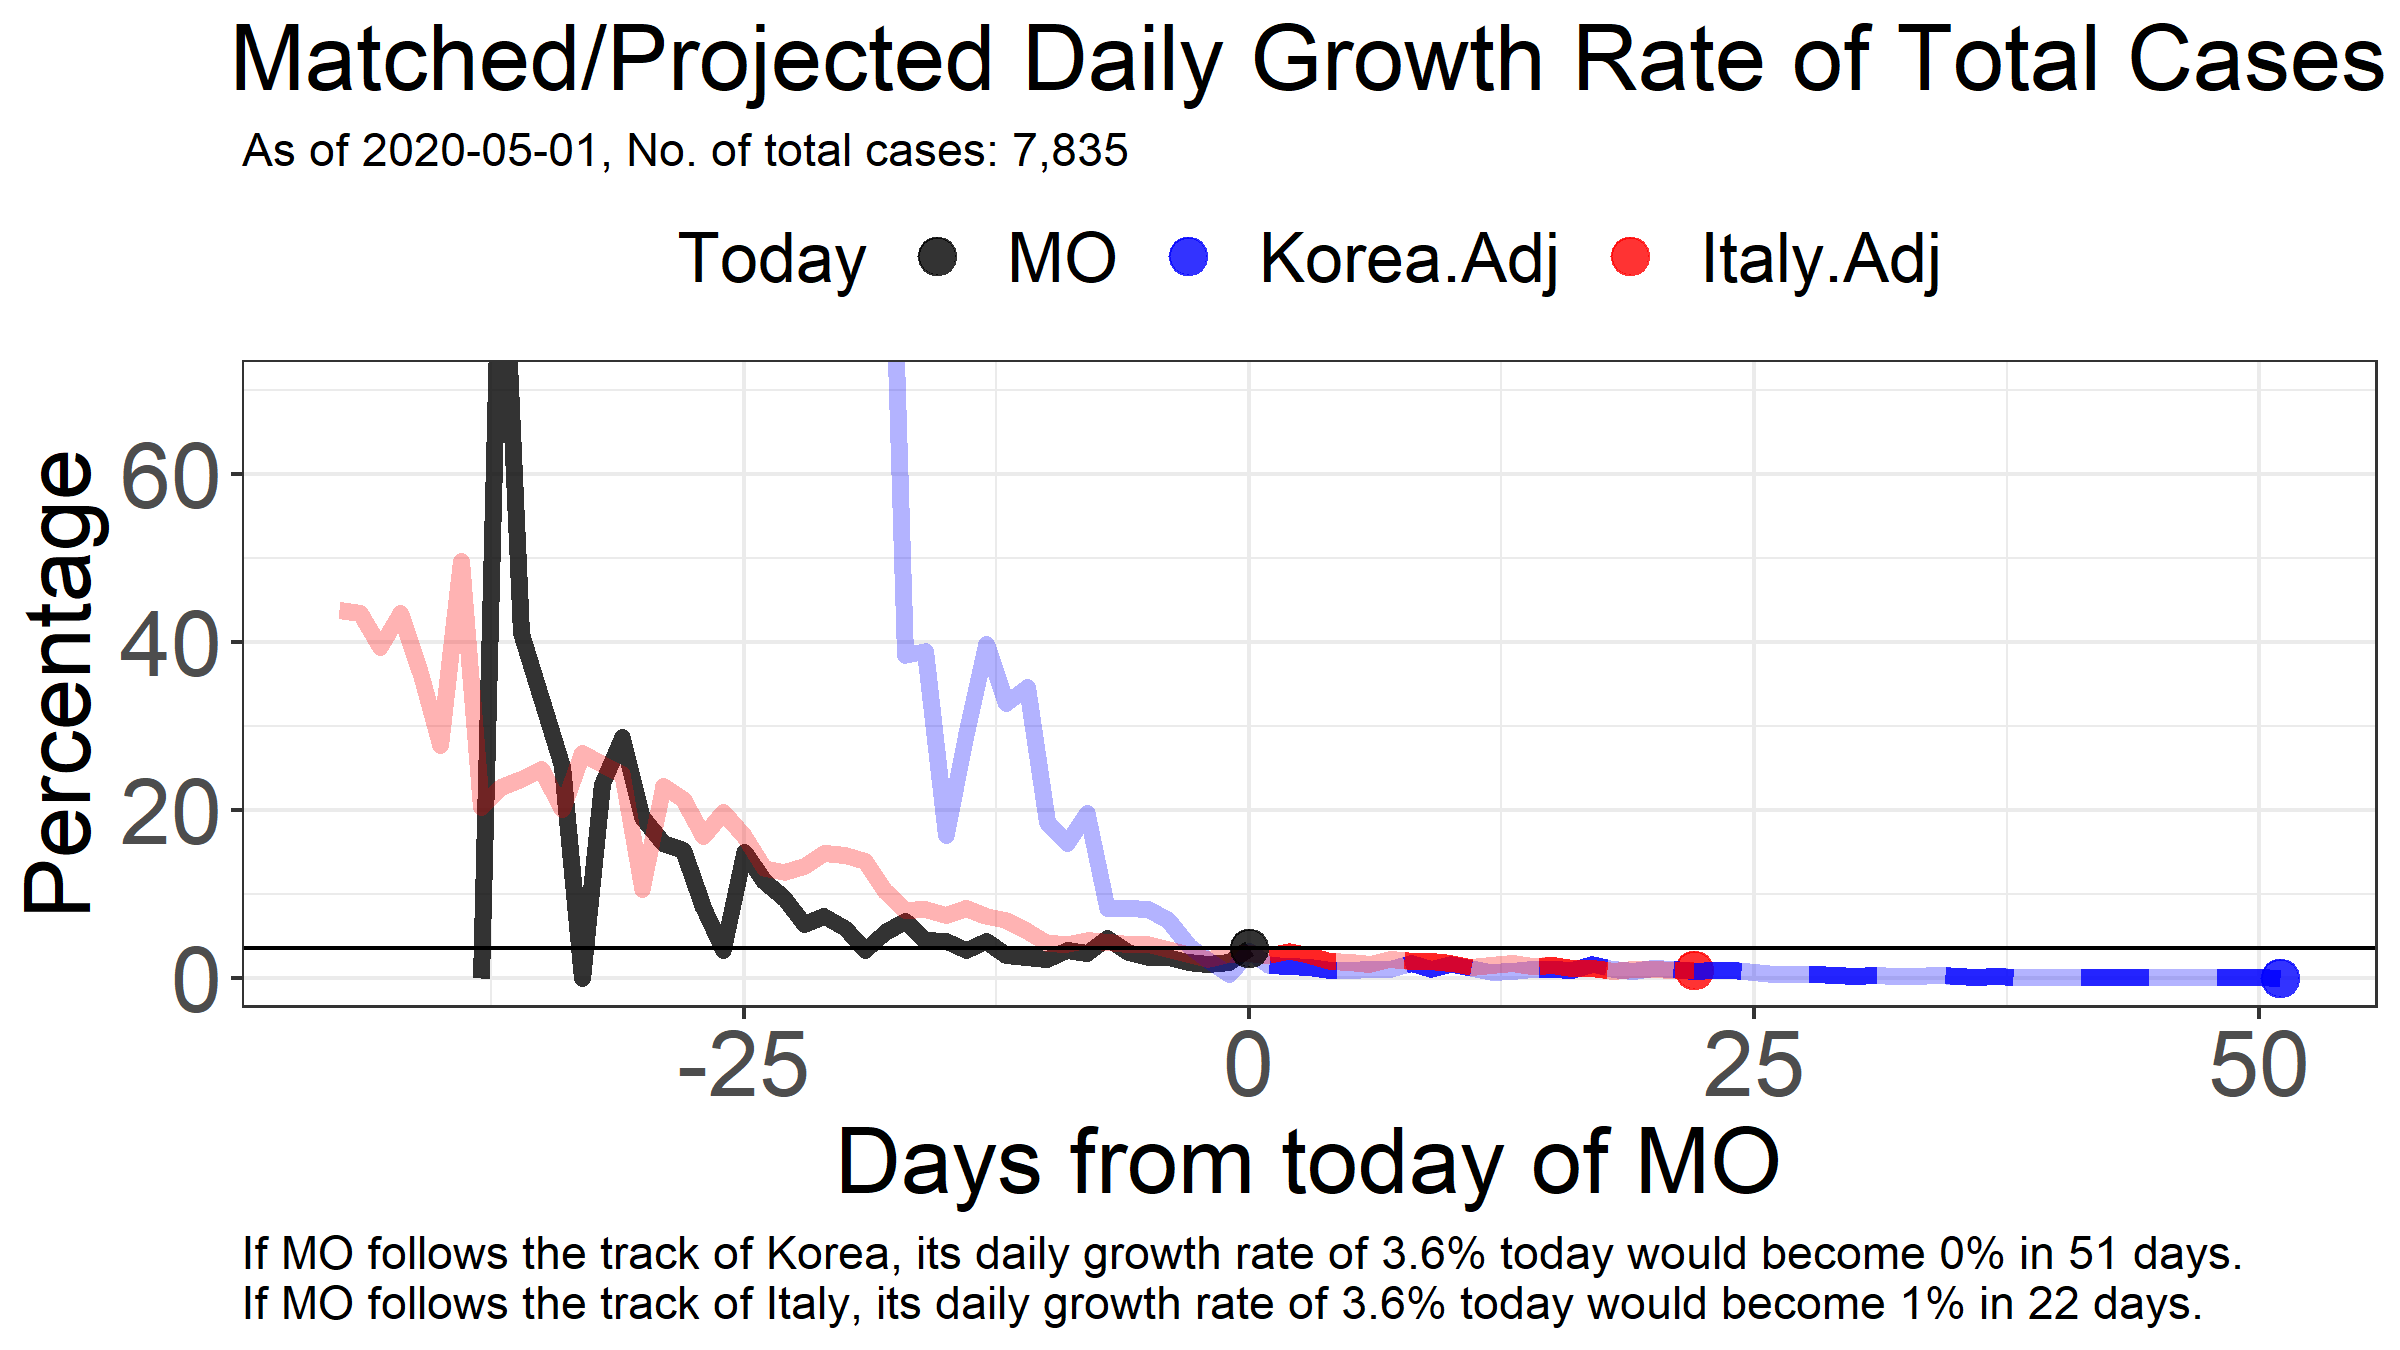 Matched/Projected Daily Growth Rate of Total Cases
As of 2020-05-01, No. of total cases: 7,835
Today MO Korea.Adj Italy.Adj
Percentage
60
40
20
0
-25 0 25 50
Days from today of MO
If MO follows the track of Korea, its daily growth rate of 3.6% today would become 0% in 51 days.
If MO follows the track of Italy, its daily growth rate of 3.6% today would become 1% in 22 days.